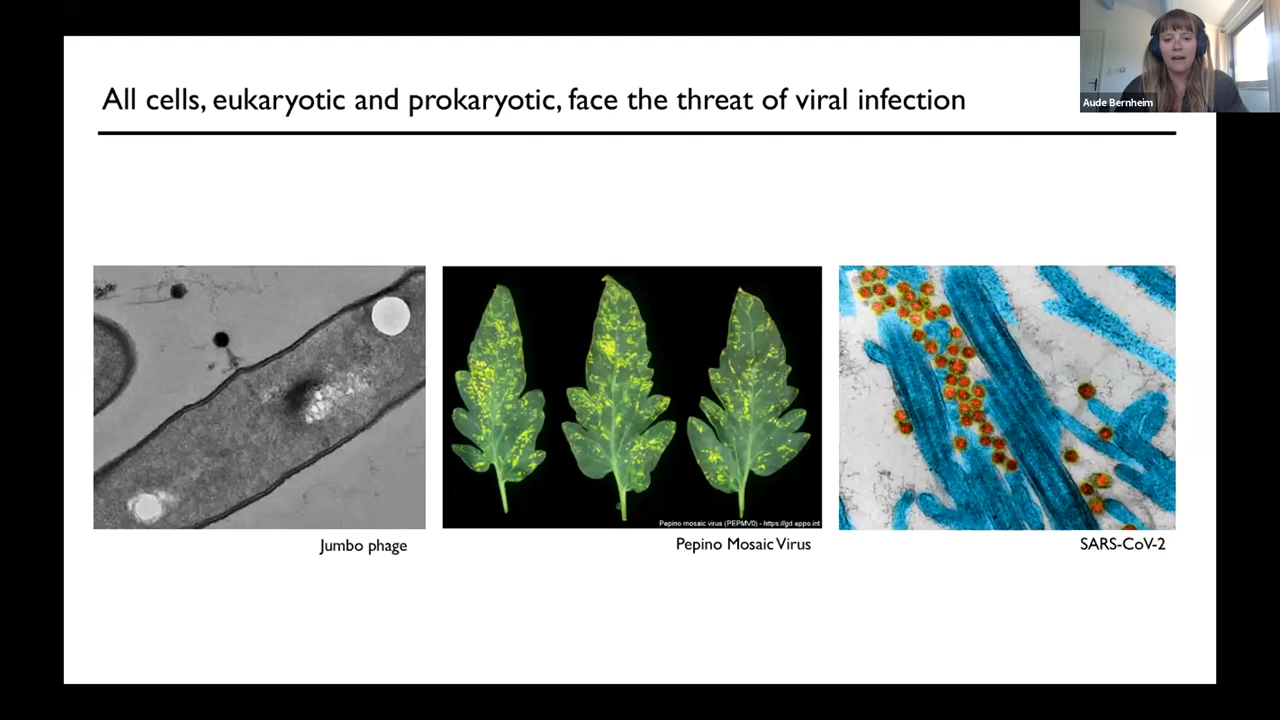 All cells, eukaryotic and prokaryotic, face the threat of viral infection
Aude Bernheim
Pepino mosaic virus (PEPMV0) - https://gd.eppo.int
Jumbo phage
Pepino Mosaic Virus
SARS-CoV-2